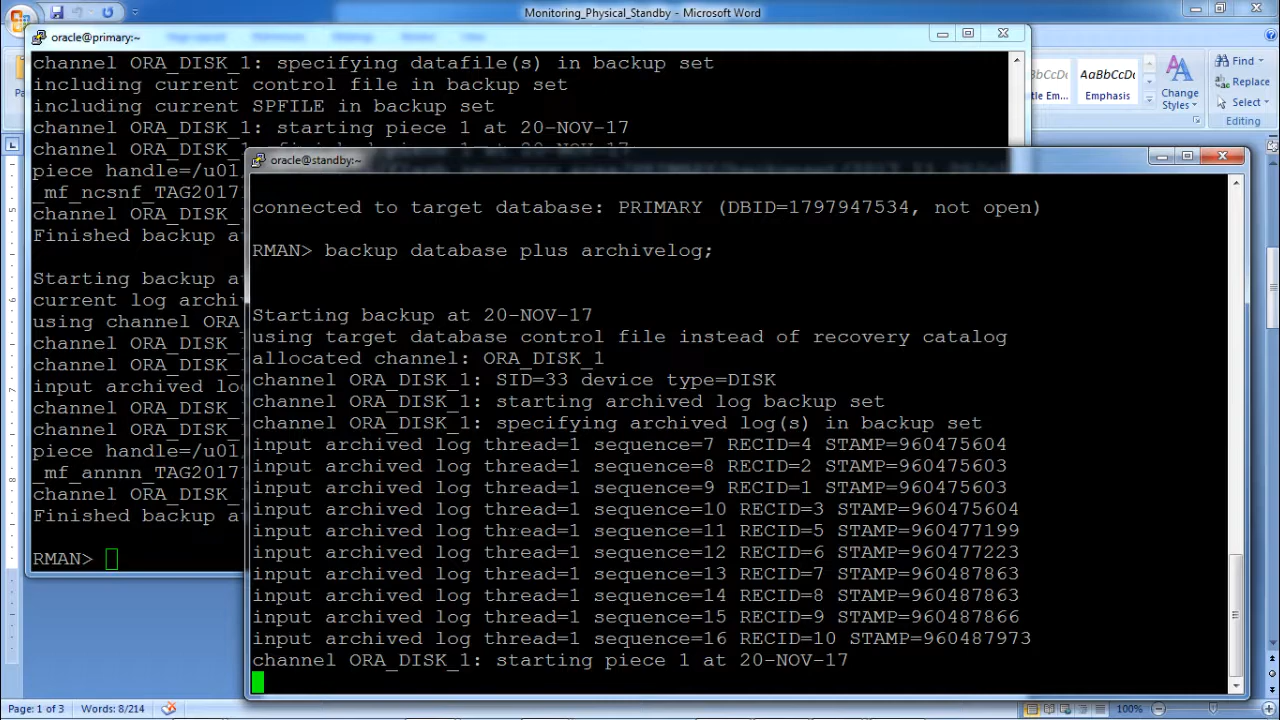 Monitoring_Physical_Standby - Microsoft Word
oracle@primary:~
channel ORA_DISK_1: specifying datafile(s) in backup set
including current control file in backup set
including current SPFILE in backup set
channel ORA_DISK_1: starting piece 1 at 20-NOV-17
channel ORA_DISK_1:
piece handle=/u01
_mf_ncsnf_TAG2017
channel ORA_DISK_1
Finished backup a
Starting backup a
current log archi
using channel ORA
channel ORA_DISK_
channel ORA_DISK_
input archived lo
channel ORA_DISK_
channel ORA_DISK_
piece handle=/u01
_mf_annnn_TAG2017
channel ORA_DISK_
Finished backup a
RMAN>
oracle@standby:~
connected to target database: PRIMARY (DBID=1797947534, not open)
RMAN> backup database plus archivelog;
Starting backup at 20-NOV-17
using target database control file instead of recovery catalog
allocated channel: ORA_DISK_1
channel ORA_DISK_1: SID=33 device type=DISK
channel ORA_DISK_1: starting archived log backup set
channel ORA_DISK_1: specifying archived log(s) in backup set
input archived log thread=1 sequence=7 RECID=4 STAMP=960475604
input archived log thread=1 sequence=8 RECID=2 STAMP=960475603
input archived log thread=1 sequence=9 RECID=1 STAMP=960475603
input archived log thread=1 sequence=10 RECID=3 STAMP=960475604
input archived log thread=1 sequence=11 RECID=5 STAMP=960477199
input archived log thread=1 sequence=12 RECID=6 STAMP=960477223
input archived log thread=1 sequence=13 RECID=7 STAMP=960487863
input archived log thread=1 sequence=14 RECID=8 STAMP=960487863
input archived log thread=1 sequence=15 RECID=9 STAMP=960487866
input archived log thread=1 sequence=16 RECID=10 STAMP=960487973
channel ORA_DISK_1: starting piece 1 at 20-NOV-17
AaBbCcDc
Emphasis
Change
Styles
Find
Replace
Select
Editing
Page: 1 of 3
Words: 8/214
100%